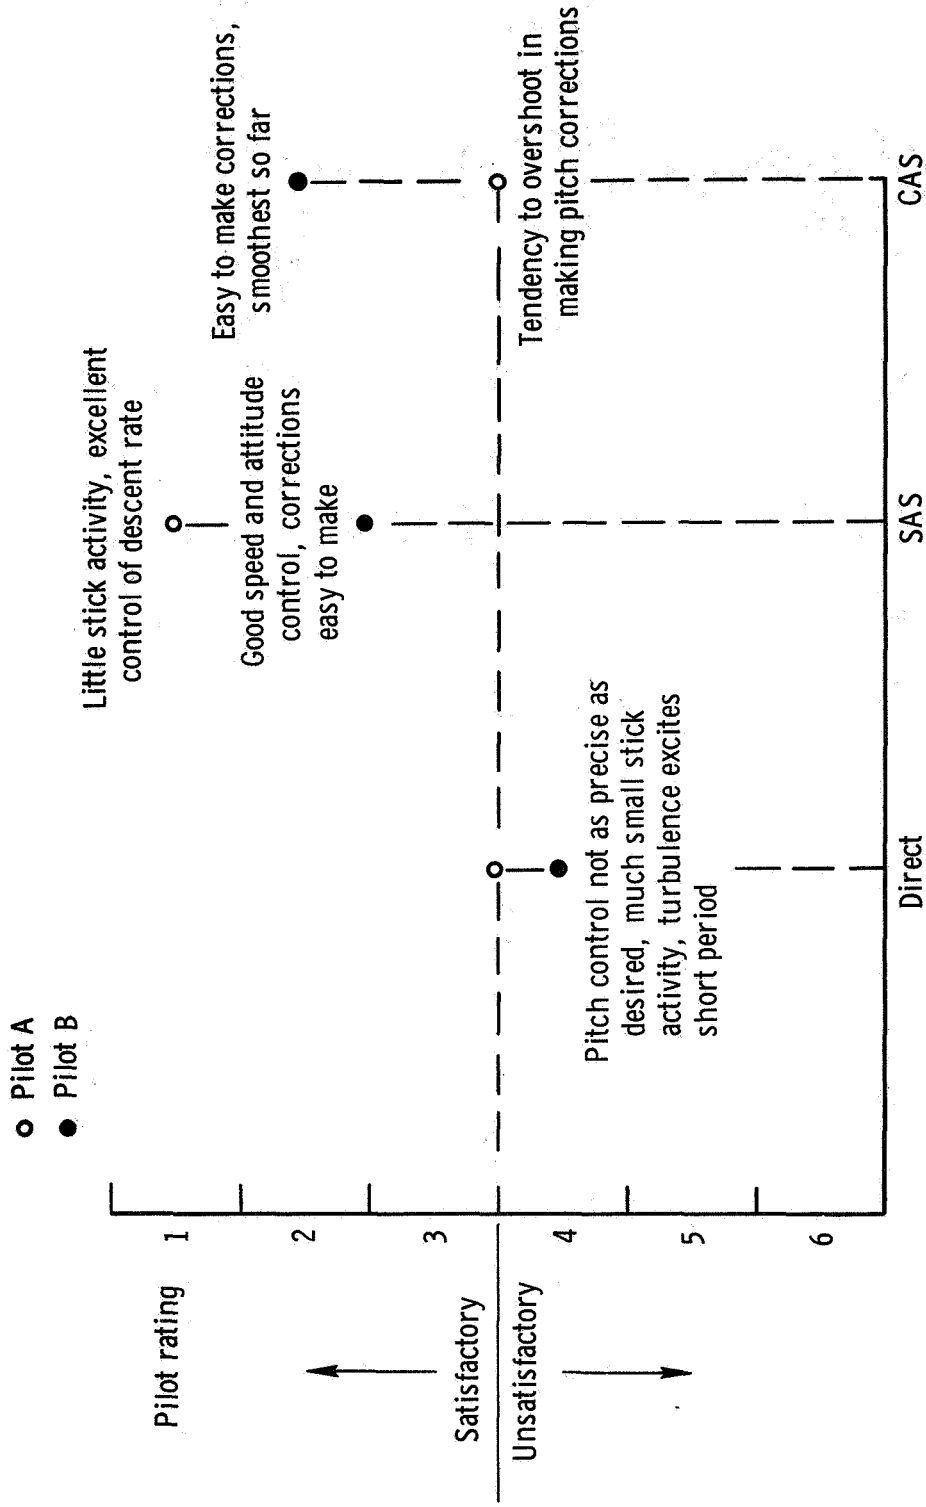 Pilot A
Pilot B
Pilot rating
1
2
3
4
5
6
Satisfactory
Unsatisfactory
Little stick activity, excellent
control of descent rate
Good speed and attitude
control, corrections
easy to make
Easy to make corrections,
smoothest so far
Tendency to overshoot in
making pitch corrections
Pitch control not as precise as
desired, much small stick
activity, turbulence excites
short period
Direct
SAS
CAS